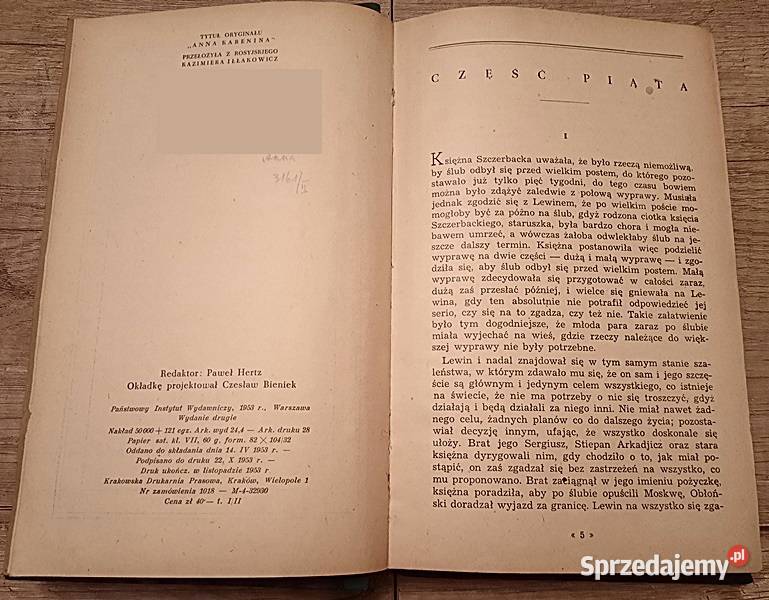 TYTUŁ ORYGINAŁU
„ANNA KARENINA"
PRZEŁOŻYŁA Z ROSYJSKIEGO
KAZIMIERA IŁŁAKOWICZ
Anna
3161/II
Redaktor: Paweł Hertz
Okładkę projektował Czesław Bieniek
Państwowy Instytut Wydawniczy, 1953 r., Warszawa
Wydanie drugie
Nakład 50000 + 121 egz. Ark. wyd 24,4 — Ark. druku 28
Papier sat. kl. VII, 60 g, form. 82 × 104/32
Oddano do składania dnia 14. IV 1953 r. —
Podpisano do druku 22, X 1953 r. —
Druk ukończ. w listopadzie 1953 r
Krakowska Drukarnia Prasowa, Kraków, Wielopole 1
Nr zamówienia 1018 — M-4-32930
Cena zł 40 — t. I/II
CZĘŚĆ PIĄTA
I
Księżna Szczerbacka uważała, że było rzeczą niemożliwą,
by ślub odbył się przed wielkim postem, do którego pozo-
stawało już tylko pięć tygodni, do tego czasu bowiem
można było zdążyć zaledwie z połową wyprawy. Musiała
jednak zgodzić się z Lewinem, że po wielkim poście mo-
głoby być za późno na ślub, gdyż rodzona ciotka księcia
Szczerbackiego, staruszka, była bardzo chora i mogła nie-
bawem umrzeć, a wówczas żałoba odwlekłaby ślub na je-
szcze dalszy termin. Księżna postanowiła więc podzielić
wyprawę na dwie części — dużą i małą wyprawę — i zgo-
dziła się, aby ślub odbył się przed wielkim postem. Małą
wyprawę zdecydowała się przygotować w całości zaraz,
dużą zaś przesłać później, i wielce się gniewała na Le-
wina, gdy ten absolutnie nie potrafił odpowiedzieć jej
serio, czy się na to zgadza, czy też nie. Takie załatwienie
było tym dogodniejsze, że młoda para zaraz po ślubie
miała wyjechać na wieś, gdzie rzeczy należące do więk-
szej wyprawy nie były potrzebne.
Lewin i nadal znajdował się w tym samym stanie sza-
leństwa, w którym zdawało mu się, że on sam i jego szczę-
ście są głównym i jedynym celem wszystkiego, co istnieje
na świecie, że nie ma potrzeby o nic się troszczyć, gdyż
działają i będą działali za niego inni. Nie miał nawet żad-
nego celu, żadnych planów co do dalszego życia; pozosta-
wiał decyzję innym, ufając, że wszystko doskonale się
ułoży. Brat jego Sergiusz, Stiepan Arkadjicz oraz stara
księżna dyrygowali nim, gdy chodziło o to, jak miał po-
stąpić, on zaś zgadzał się bez zastrzeżeń na wszystko, co
mu proponowano. Brat zaciągnął w jego imieniu pożyczkę,
księżna poradziła, aby po ślubie opuścili Moskwę, Obłoń-
ski doradzał wyjazd za granicę. Lewin na wszystko się zga-
« 5 »
Sprzedajemy.pl